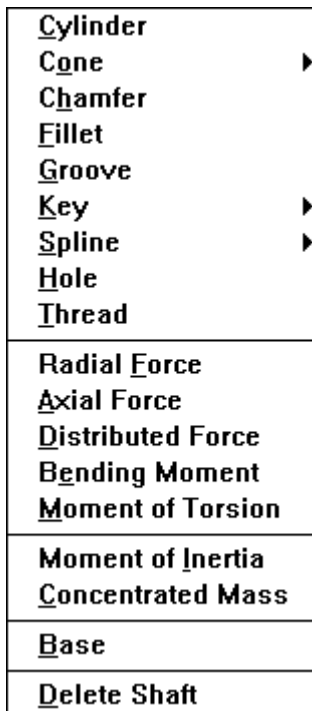 Cylinder
Cone
Chamfer
Fillet
Groove
Key
Spline
Hole
Thread
Radial Force
Axial Force
Distributed Force
Bending Moment
Moment of Torsion
Moment of Inertia
Concentrated Mass
Base
Delete Shaft